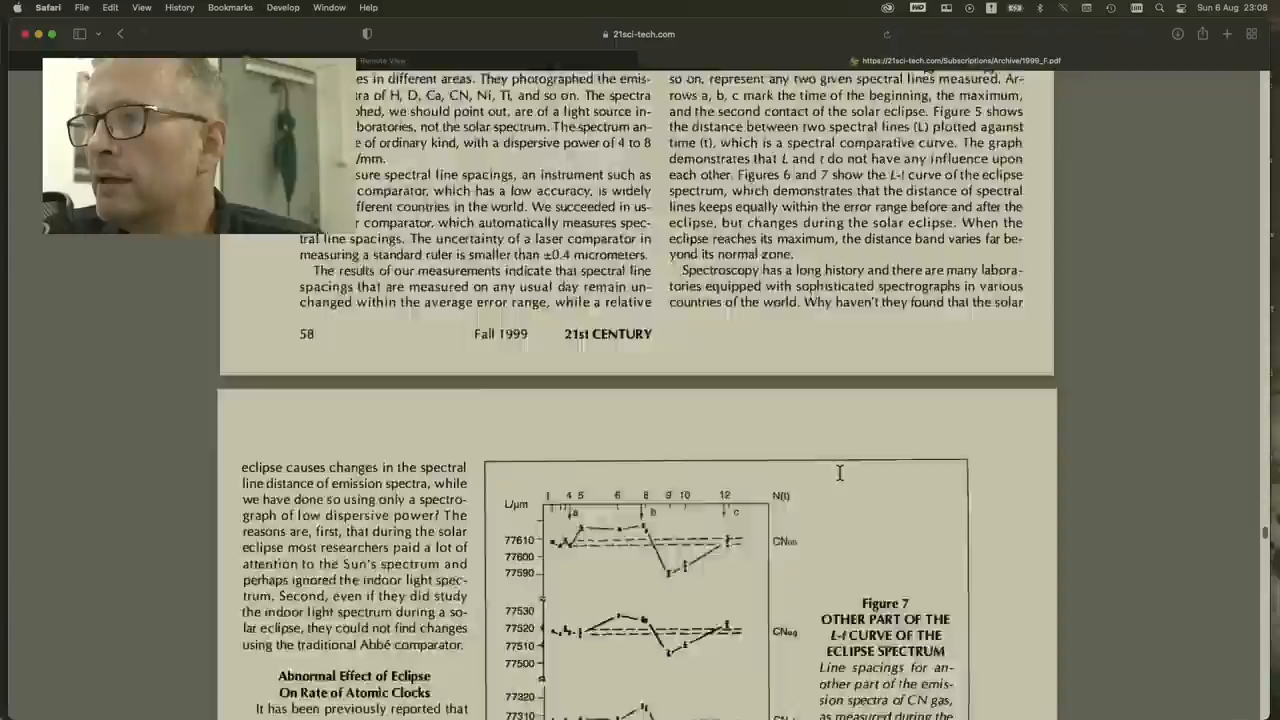 Safari File Edit View History Bookmarks Develop Window Help
Sun 6 Aug 23:08
21sci-tech.com
Remote View
https://21sci-tech.com/Subscriptions/Archive/1999_F.pdf
es in different areas. They photographed the emis-
ra of H, D, Ca, CN, Ni, Ti, and so on. The spectra
hed, we should point out, are of a light source in-
boratories, not the solar spectrum. The spectrum an-
e of ordinary kind, with a dispersive power of 4 to 8
/mm.
sure spectral line spacings, an instrument such as
comparator, which has a low accuracy, is widely
fferent countries in the world. We succeeded in us-
r comparator, which automatically measures spec-
tral line spacings. The uncertainty of a laser comparator in
measuring a standard ruler is smaller than ±0.4 micrometers.
The results of our measurements indicate that spectral line
spacings that are measured on any usual day remain un-
changed within the average error range, while a relative
so on, represent any two given spectral lines measured. Ar-
rows a, b, c mark the time of the beginning, the maximum,
and the second contact of the solar eclipse. Figure 5 shows
the distance between two spectral lines (L) plotted against
time (t), which is a spectral comparative curve. The graph
demonstrates that L and t do not have any influence upon
each other. Figures 6 and 7 show the L-t curve of the eclipse
spectrum, which demonstrates that the distance of spectral
lines keeps equally within the error range before and after the
eclipse, but changes during the solar eclipse. When the
eclipse reaches its maximum, the distance band varies far be-
yond its normal zone.
Spectroscopy has a long history and there are many labora-
tories equipped with sophisticated spectrographs in various
countries of the world. Why haven't they found that the solar
58 Fall 1999 21st CENTURY
eclipse causes changes in the spectral
line distance of emission spectra, while
we have done so using only a spectro-
graph of low dispersive power? The
reasons are, first, that during the solar
eclipse most researchers paid a lot of
attention to the Sun's spectrum and
perhaps ignored the indoor light spec-
trum. Second, even if they did study
the indoor light spectrum during a so-
lar eclipse, they could not find changes
using the traditional Abbé comparator.
Abnormal Effect of Eclipse
On Rate of Atomic Clocks
It has been previously reported that
1 4 5 6 8 9 10 12 N(t)
L/μm
a b c
77610
77600
77590
77530
77520
77510
77500
77320
77310
Figure 7
OTHER PART OF THE
L-t CURVE OF THE
ECLIPSE SPECTRUM
Line spacings for an-
other part of the emis-
sion spectra of CN gas,
as measured during the